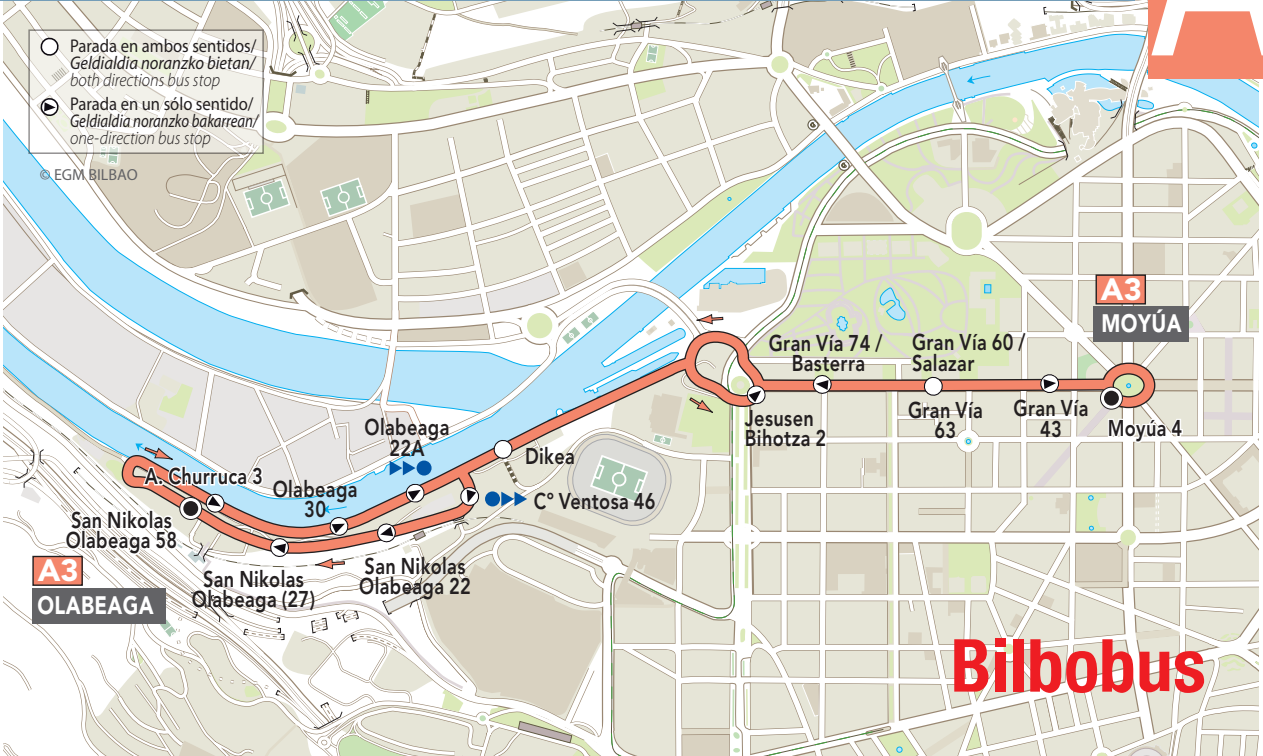 Parada en ambos sentidos/
Geldialdia noranzko bietan/
both directions bus stop
Parada en un sólo sentido/
Geldialdia noranzko bakarrean/
one-direction bus stop
© EGM BILBAO
A3
MOYÚA
Gran Vía 74 /
Basterra
Gran Vía 60 /
Salazar
Jesusen
Bihotza 2
Gran Vía
63
Gran Vía
43
Moyúa 4
Olabeaga
22A
Dikea
A. Churruca 3
Olabeaga
30
Cº Ventosa 46
San Nikolas
Olabeaga 58
San Nikolas
Olabeaga (27)
San Nikolas
Olabeaga 22
A3
OLABEAGA
Bilbobus